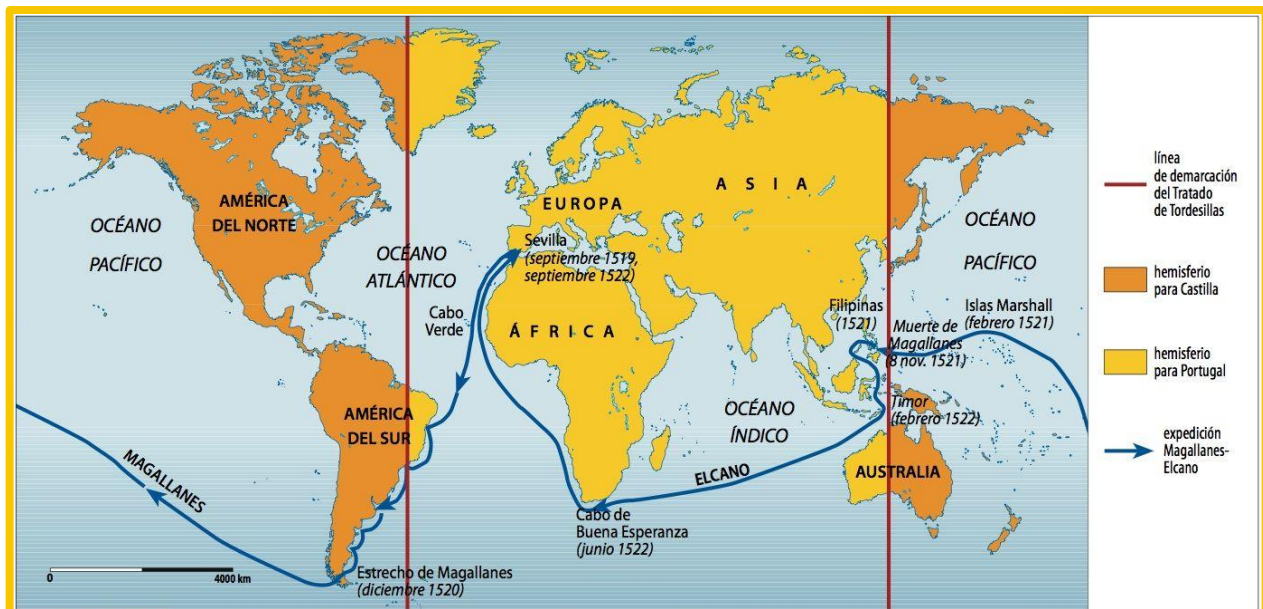 AMÉRICA
DEL NORTE
OCÉANO
PACÍFICO
OCÉANO
ATLÁNTICO
EUROPA
ASIA
Sevilla
(septiembre 1519,
septiembre 1522)
Cabo
Verde
ÁFRICA
Filipinas
(1521)
Muerte de
Magallanes
(8 nov. 1521)
Islas Marshall
(febrero 1521)
OCÉANO
PACÍFICO
AMÉRICA
DEL SUR
OCÉANO
ÍNDICO
Timor
(febrero 1522)
AUSTRALIA
MAGALLANES
ELCANO
Cabo de
Buena Esperanza
(junio 1522)
Estrecho de Magallanes
(diciembre 1520)
0 4000 km
línea
de demarcación
del Tratado
de Tordesillas
hemisferio
para Castilla
hemisferio
para Portugal
expedición
Magallanes-
Elcano